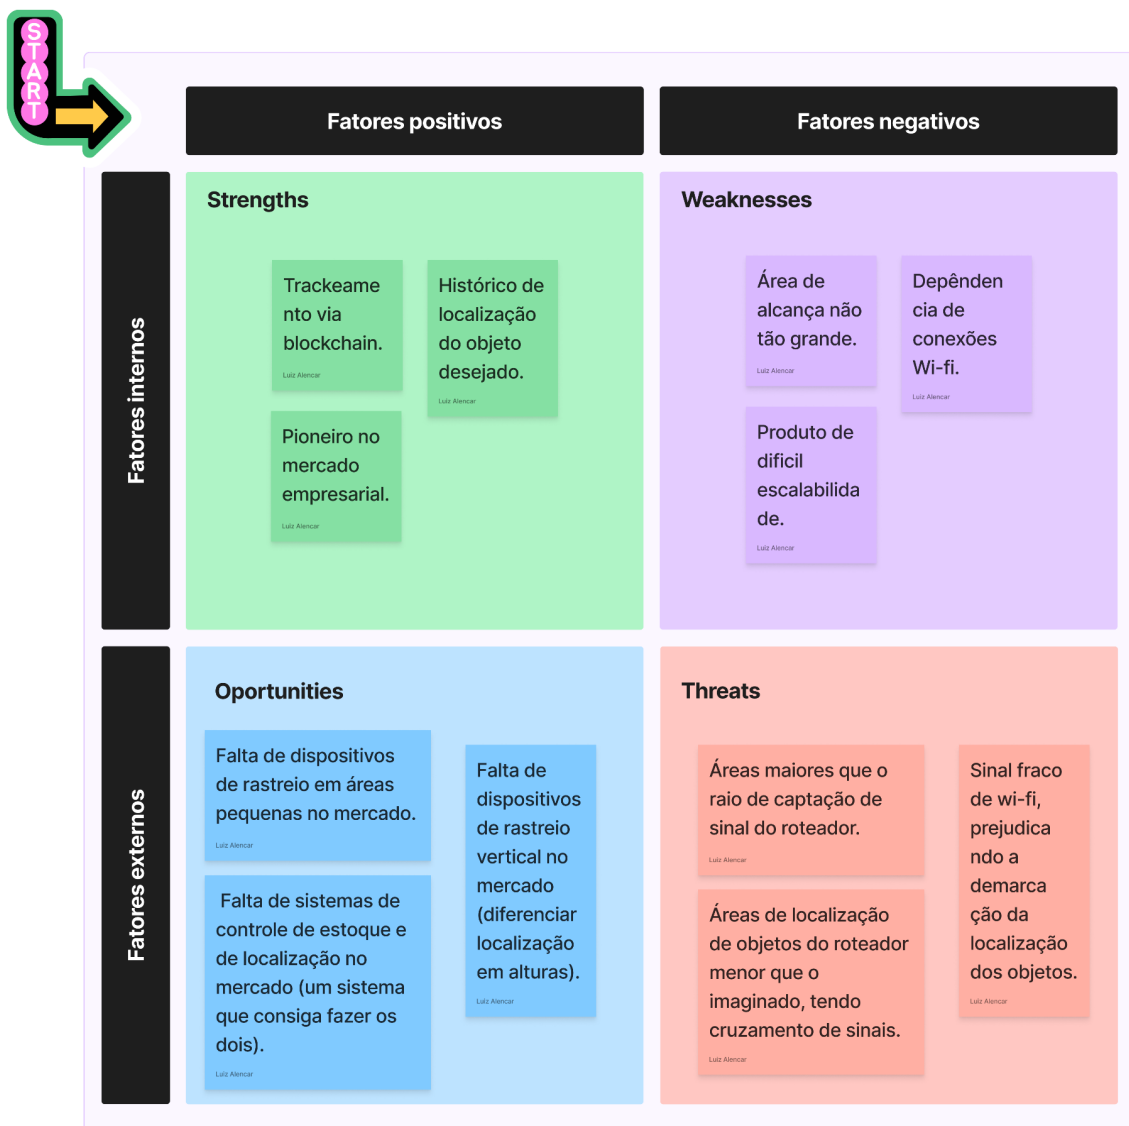 START
Fatores positivos
Fatores negativos
Fatores internos
Strengths
Trackeame
nto via
blockchain.
Luiz Alencar
Histórico de
localização
do objeto
desejado.
Luiz Alencar
Pioneiro no
mercado
empresarial.
Luiz Alencar
Weaknesses
Área de
alcança não
tão grande.
Luiz Alencar
Depênden
cia de
conexões
Wi-fi.
Luiz Alencar
Produto de
dificil
escalabilida
de.
Luiz Alencar
Fatores externos
Oportunities
Falta de dispositivos
de rastreio em áreas
pequenas no mercado.
Luiz Alencar
Falta de
dispositivos
de rastreio
vertical no
mercado
(diferenciar
localização
em alturas).
Luiz Alencar
Falta de sistemas de
controle de estoque e
de localização no
mercado (um sistema
que consiga fazer os
dois).
Luiz Alencar
Threats
Áreas maiores que o
raio de captação de
sinal do roteador.
Luiz Alencar
Sinal fraco
de wi-fi,
prejudica
ndo a
demarca
ção da
localização
dos objetos.
Luiz Alencar
Áreas de localização
de objetos do roteador
menor que o
imaginado, tendo
cruzamento de sinais.
Luiz Alencar